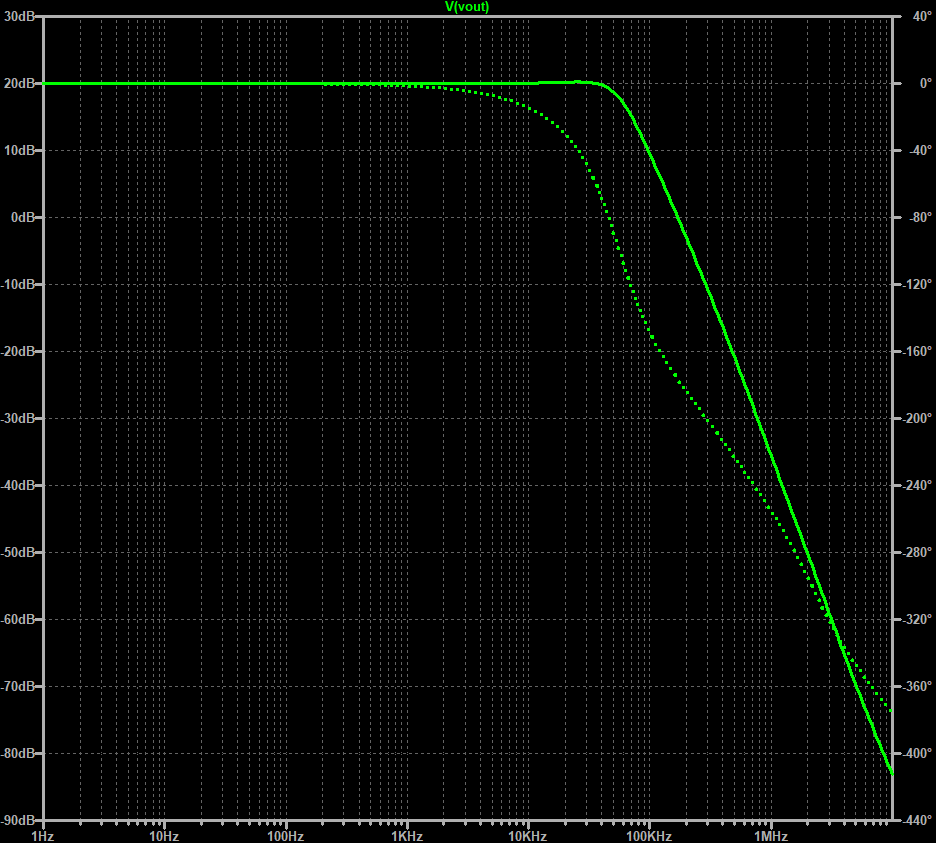 V(vout)
30dB 40°
20dB 0°
10dB -40°
0dB -80°
-10dB -120°
-20dB -160°
-30dB -200°
-40dB -240°
-50dB -280°
-60dB -320°
-70dB -360°
-80dB -400°
-90dB -440°
1Hz 10Hz 100Hz 1KHz 10KHz 100KHz 1MHz